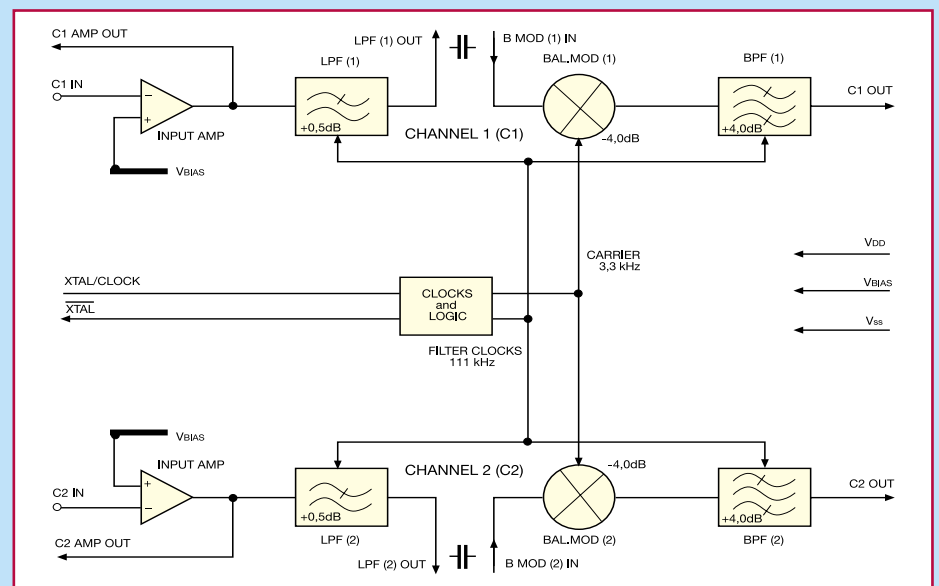 C1 AMP OUT
C1 IN
−
+
INPUT AMP
VBIAS
LPF (1)
+0,5dB
LPF (1) OUT
B MOD (1) IN
CHANNEL 1 (C1)
BAL.MOD (1)
-4,0dB
BPF (1)
+4,0dB
C1 OUT
CARRIER
3,3 kHz
VDD
VBIAS
Vss
XTAL/CLOCK
XTAL
CLOCKS
and
LOGIC
FILTER CLOCKS
111 kHz
VBIAS
INPUT AMP
+
−
C2 IN
C2 AMP OUT
CHANNEL 2 (C2)
+0,5dB
LPF (2)
LPF (2) OUT
B MOD (2) IN
-4,0dB
BAL.MOD (2)
+4,0dB
BPF (2)
C2 OUT